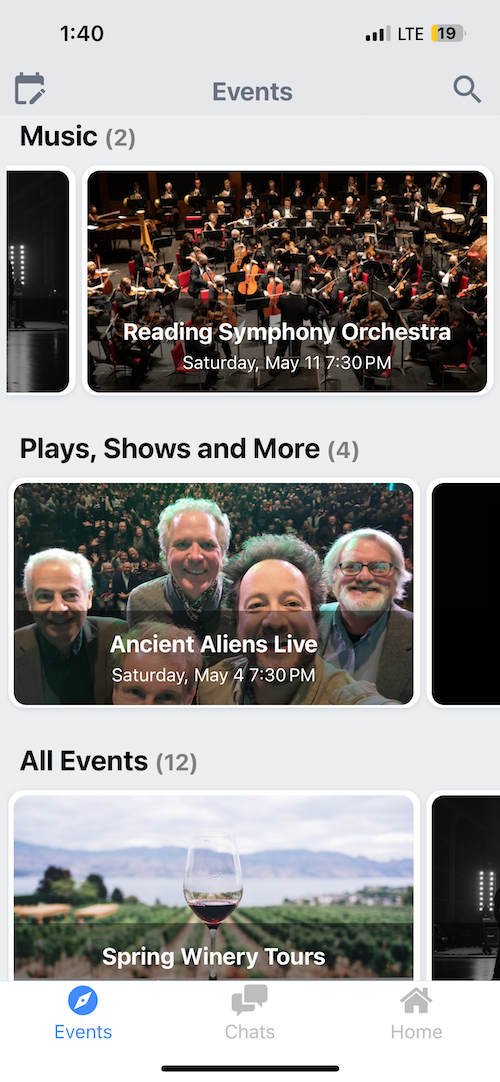 1:40 LTE 19
Events
Music (2)
Reading Symphony Orchestra
Saturday, May 11 7:30 PM
Plays, Shows and More (4)
Ancient Aliens Live
Saturday, May 4 7:30 PM
All Events (12)
Spring Winery Tours
Events Chats Home